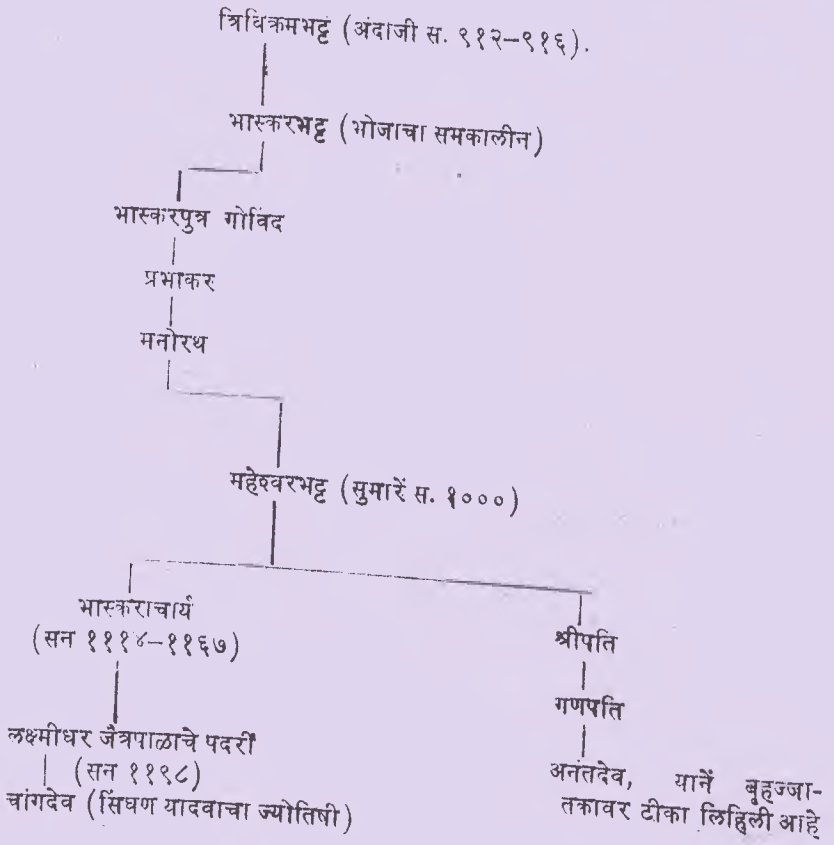 त्रिविक्रमभट्ट (अंदाजी स. ९१२–९१६).
भास्करभट्ट (भोजाचा समकालीन)
भास्करपुत्र गोविंद
प्रभाकर
मनोरथ
महेश्वरभट्ट (सुमारें स. १०००)
भास्कराचार्य
(सन १११४–११६७)
श्रीपति
गणपति
लक्ष्मीधर जैत्रपाळाचे पदरीं
(सन ११९८)
चांगदेव (सिंघण यादवाचा ज्योतिषी)
अनंतदेव, यानें बृहज्जा-
तकावर टीका लिहिली आहे